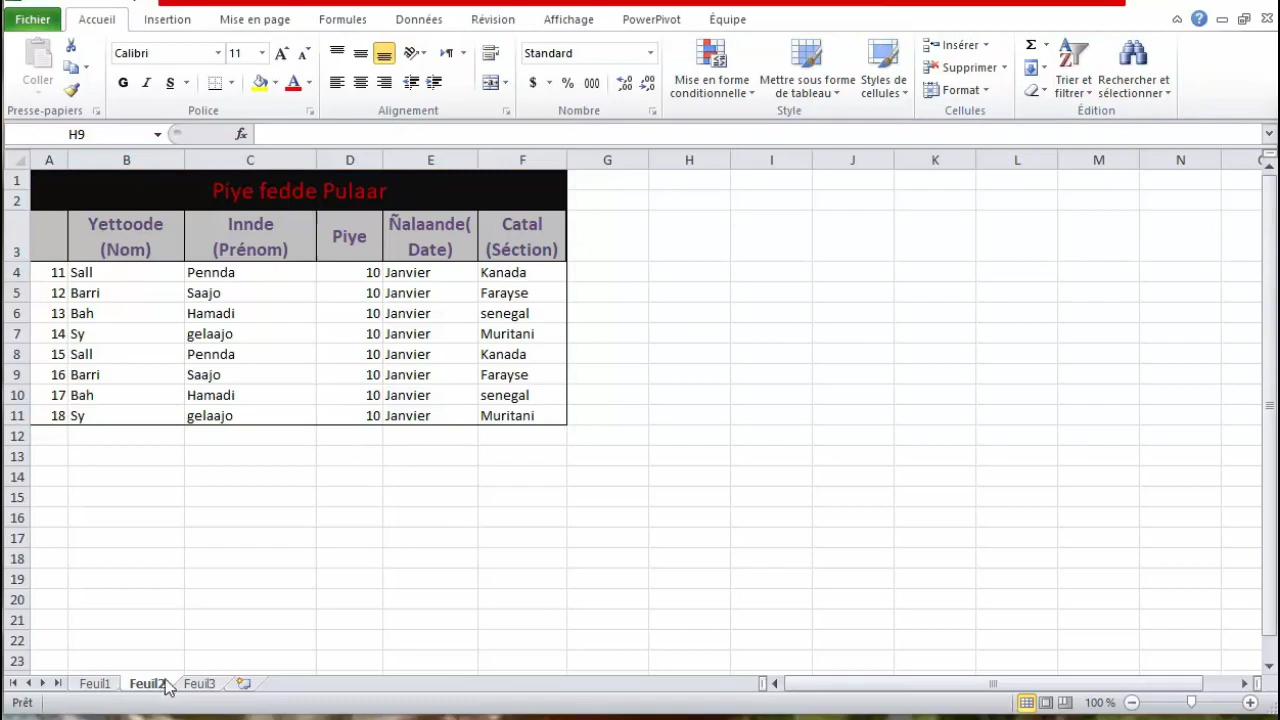 Fichier Accueil Insertion Mise en page Formules Données Révision Affichage PowerPivot Équipe
Calibri 11 Standard Insérer
Coller Mise en forme conditionnelle Mettre sous forme de tableau Styles de cellules Supprimer Trier et filtrer Rechercher et sélectionner
G I S $ % 000 Format
Presse-papiers Police Alignement Nombre Style Cellules Édition
H9 fx
A B C D E F G H I J K L M N
1 Piye fedde Pulaar
2
3 Yettoode (Nom) Innde (Prénom) Piye Ñalaande( Date) Catal (Séction)
4 11 Sall Pennda 10 Janvier Kanada
5 12 Barri Saajo 10 Janvier Farayse
6 13 Bah Hamadi 10 Janvier senegal
7 14 Sy gelaajo 10 Janvier Muritani
8 15 Sall Pennda 10 Janvier Kanada
9 16 Barri Saajo 10 Janvier Farayse
10 17 Bah Hamadi 10 Janvier senegal
11 18 Sy gelaajo 10 Janvier Muritani
12
13
14
15
16
17
18
19
20
21
22
23
Feuil1 Feuil2 Feuil3
Prêt 100 %